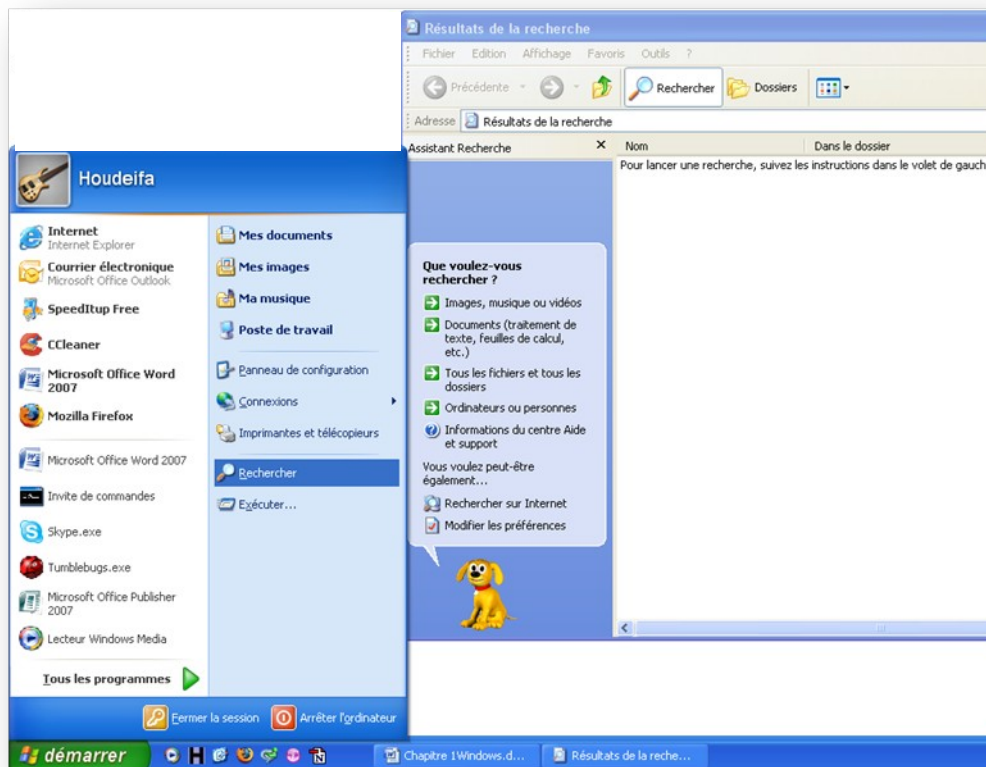 Résultats de la recherche
Fichier Edition Affichage Favoris Outils ?
Précédente Rechercher Dossiers
Adresse Résultats de la recherche
Assistant Recherche
Nom Dans le dossier
Pour lancer une recherche, suivez les instructions dans le volet de gauch
Que voulez-vous
rechercher ?
Images, musique ou vidéos
Documents (traitement de
texte, feuilles de calcul,
etc.)
Tous les fichiers et tous les
dossiers
Ordinateurs ou personnes
Informations du centre Aide
et support
Vous voulez peut-être
également...
Rechercher sur Internet
Modifier les préférences
Houdeifa
Internet
Internet Explorer
Courrier électronique
Microsoft Office Outlook
SpeedItup Free
CCleaner
Microsoft Office Word
2007
Mozilla Firefox
Microsoft Office Word 2007
Invite de commandes
Skype.exe
Tumblebugs.exe
Microsoft Office Publisher
2007
Lecteur Windows Media
Tous les programmes
Mes documents
Mes images
Ma musique
Poste de travail
Panneau de configuration
Connexions
Imprimantes et télécopieurs
Rechercher
Exécuter...
Fermer la session Arrêter l'ordinateur
démarrer Chapitre 1Windows.d... Résultats de la reche...